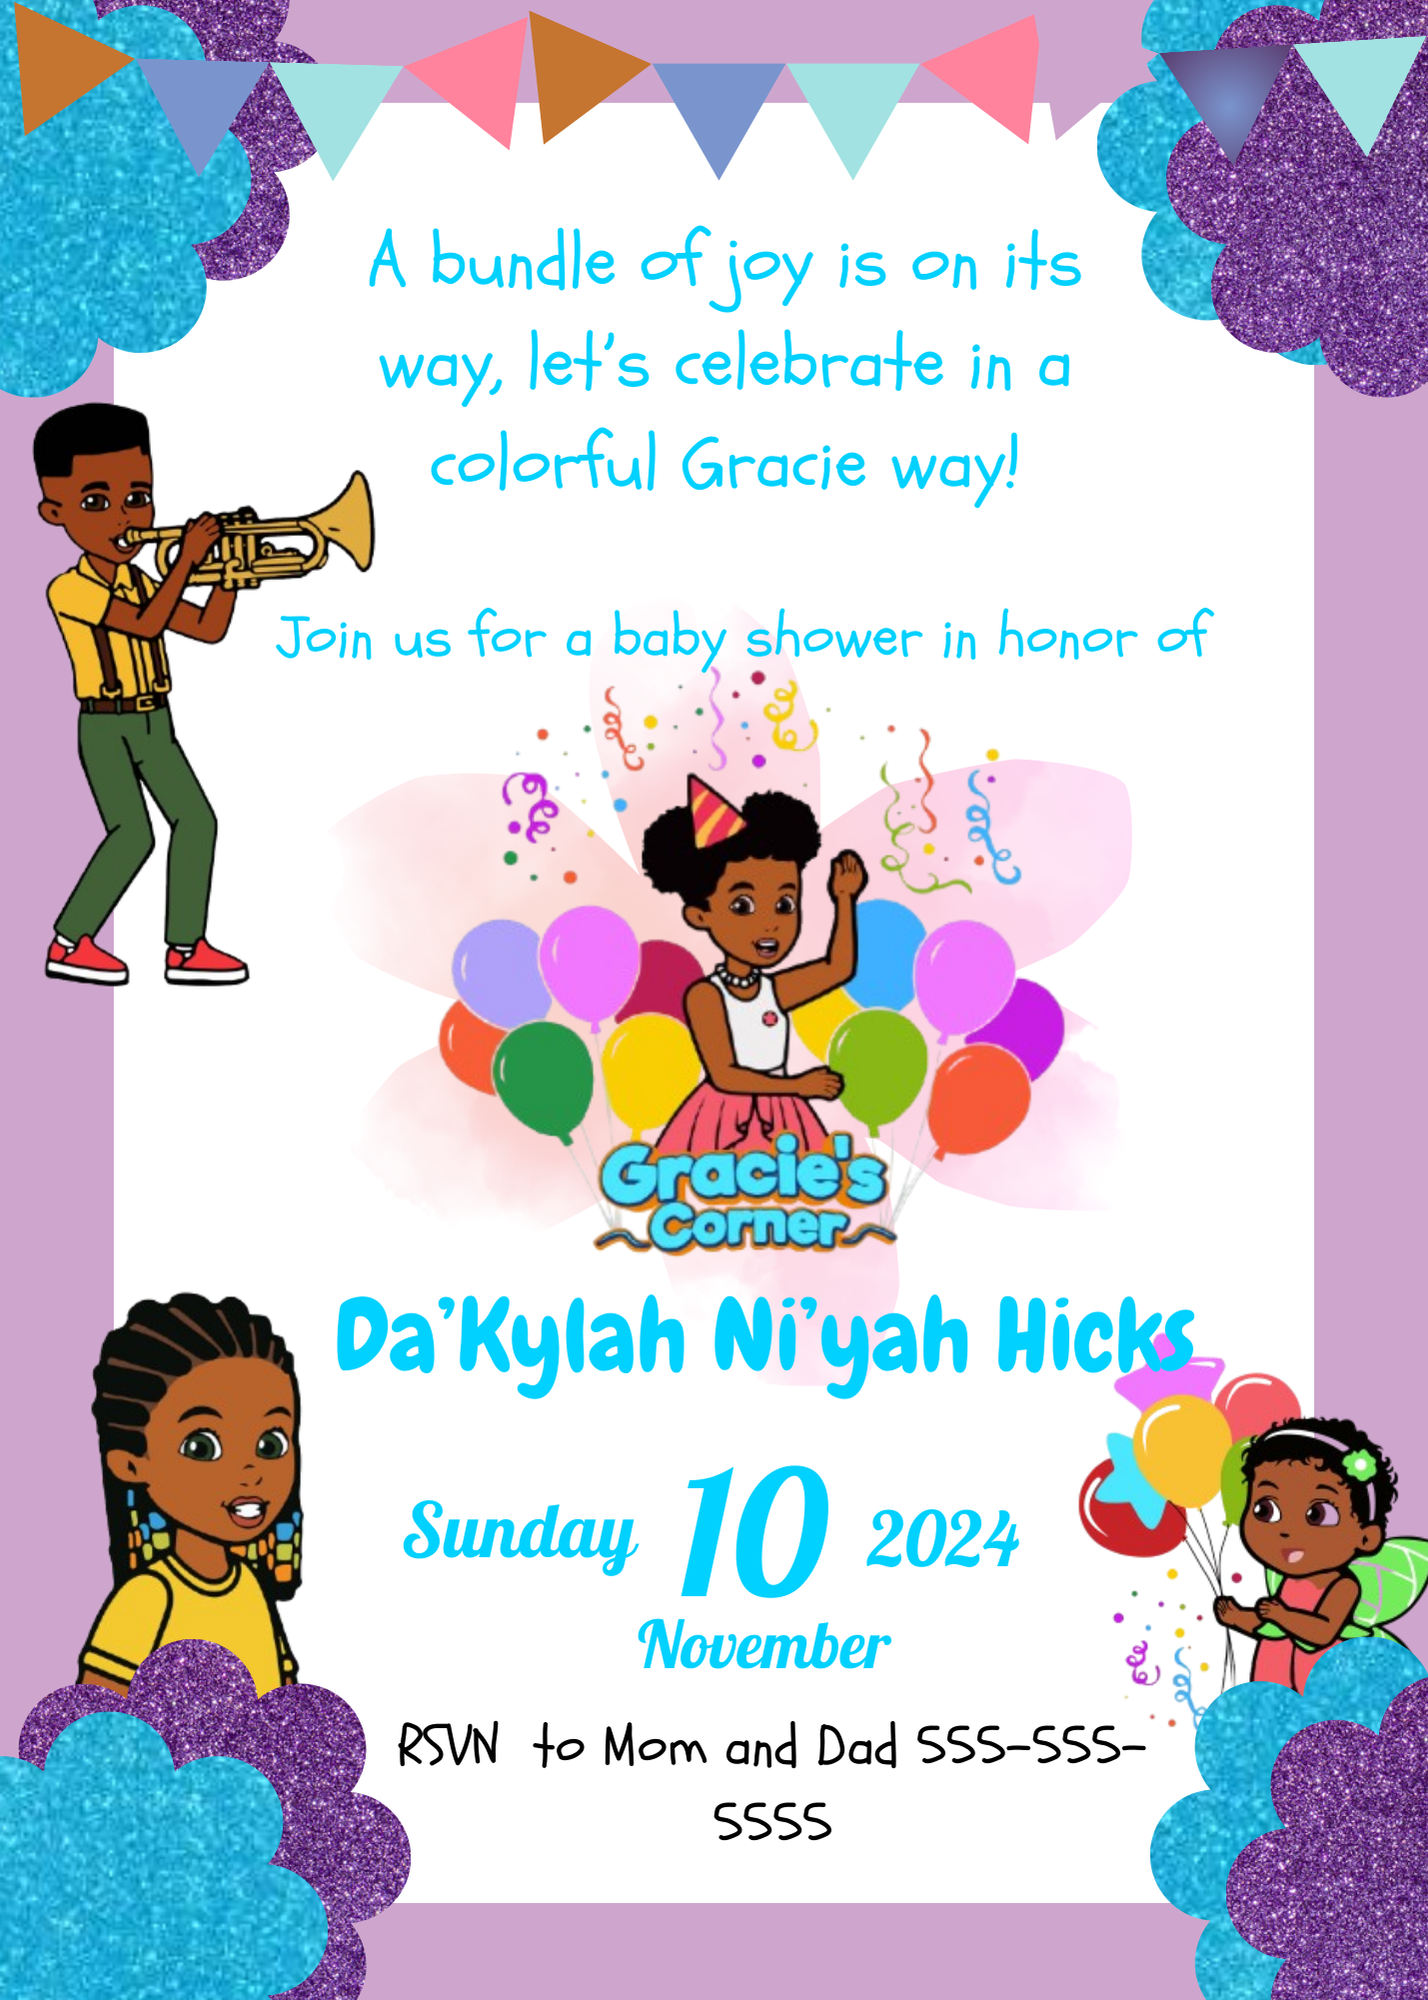 A bundle of joy is on its
way, let's celebrate in a
colorful Gracie way!
Join us for a baby shower in honor of
Gracie's
Corner
Da'Kylah Ni'yah Hicks
Sunday 10 2024
November
RSVN to Mom and Dad 555-555-
5555